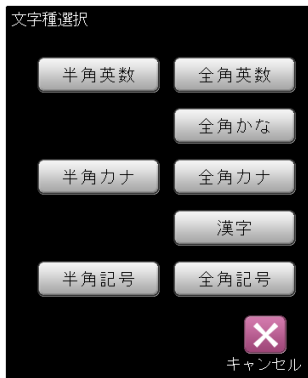 文字種選択
半角英数 全角英数
全角かな
半角カナ 全角カナ
漢字
半角記号 全角記号
キャンセル